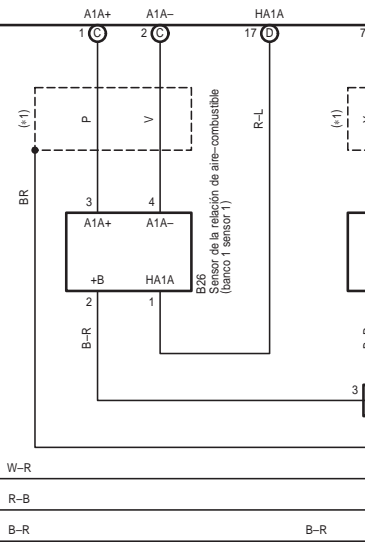 A1A+ A1A– HA1A
1 C 2 C 17 D 7
(*1) P V R–L (*1)
BR
3 4
A1A+ A1A–
+B HA1A
B26
Sensor de la relación de aire–combustible
(banco 1 sensor 1)
2 1
B–R
3
W–R
R–B
B–R B–R